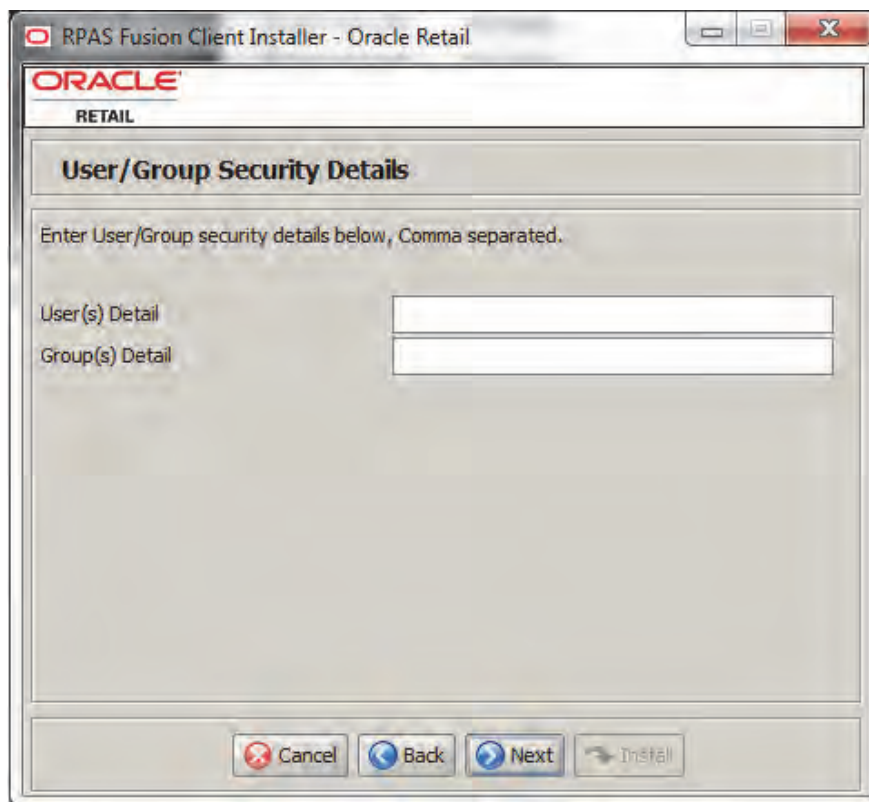 RPAS Fusion Client Installer - Oracle Retail
ORACLE'
RETAIL
User/Group Security Details
Enter User/Group security details below, Comma separated.
User(s) Detail
Group(s) Detail
Cancel Back Next Install